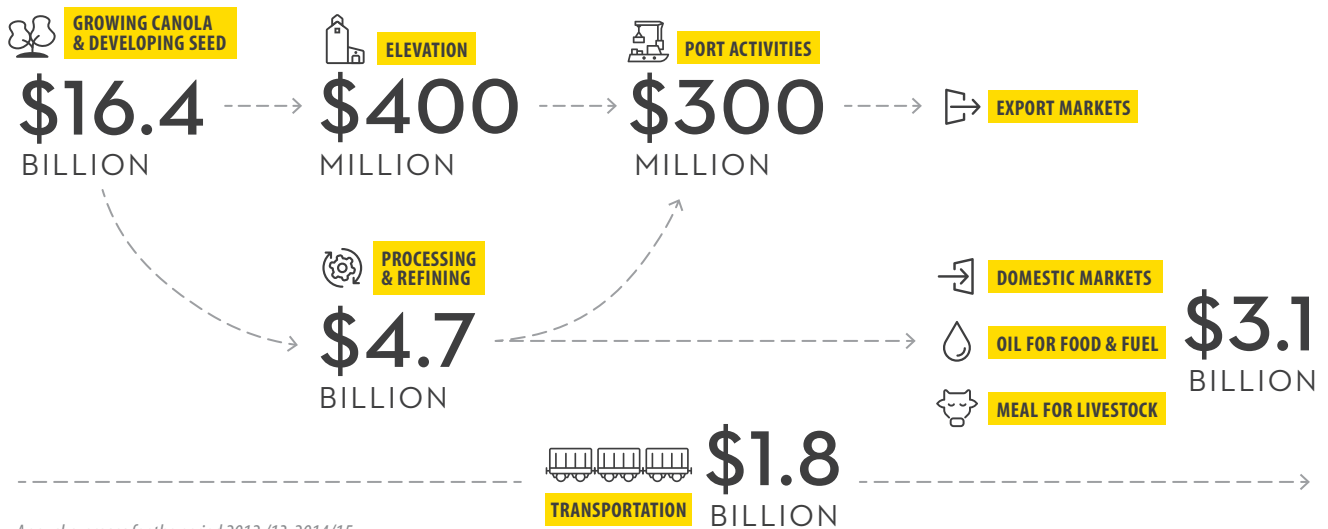 GROWING CANOLA
& DEVELOPING SEED
$16.4
BILLION
ELEVATION
$400
MILLION
PORT ACTIVITIES
$300
MILLION
EXPORT MARKETS
PROCESSING
& REFINING
$4.7
BILLION
DOMESTIC MARKETS
OIL FOR FOOD & FUEL
MEAL FOR LIVESTOCK
$3.1
BILLION
TRANSPORTATION
$1.8
BILLION